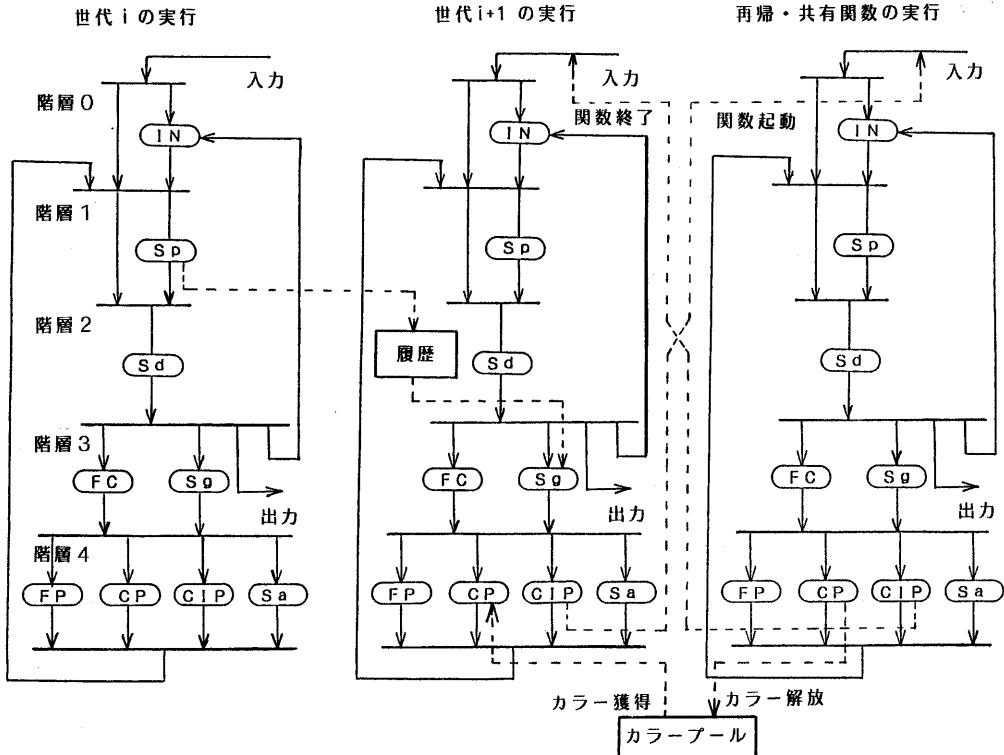 世代 i の実行
世代 i+1 の実行
再帰・共有関数の実行
入力
入力
入力
階層 0
関数終了
関数起動
IN
IN
IN
階層 1
Sp
Sp
Sp
階層 2
履歴
Sd
Sd
Sd
階層 3
FC
Sg
FC
Sg
FC
Sg
出力
出力
出力
階層 4
FP
CP
CIP
Sa
FP
CP
CIP
Sa
FP
CP
CIP
Sa
カラー獲得
カラー解放
カラープール